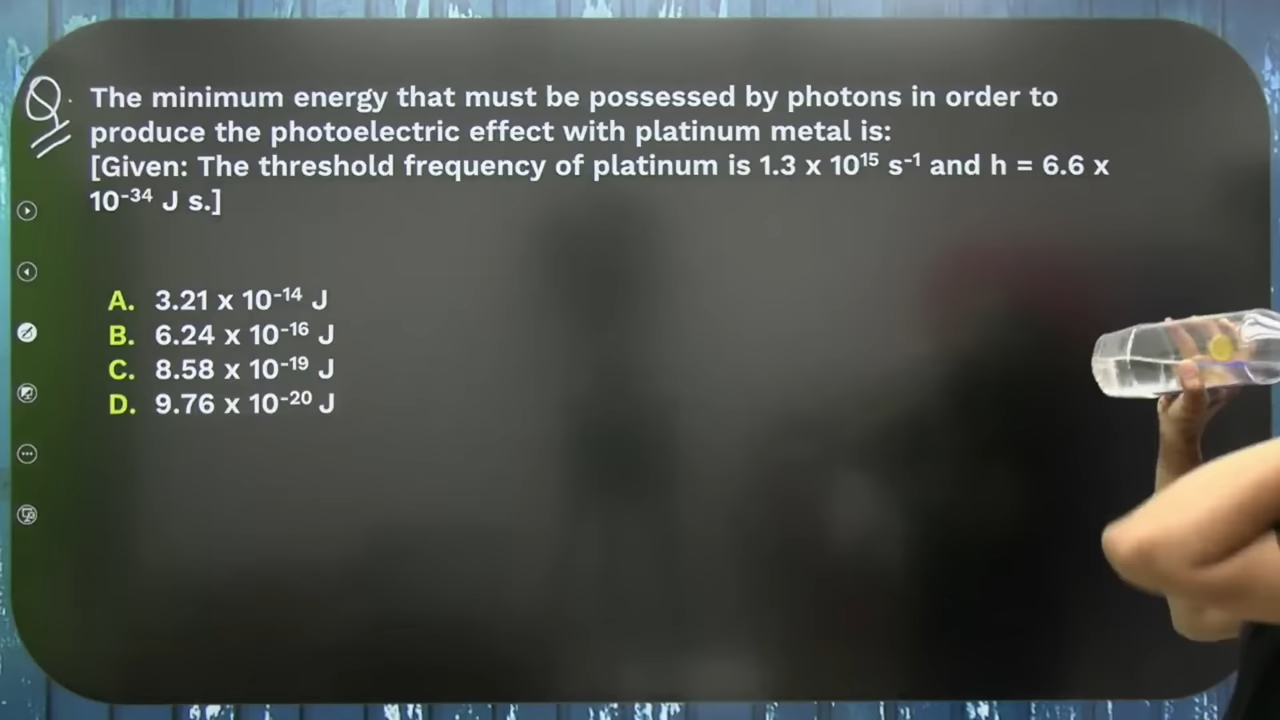 Q.
The minimum energy that must be possessed by photons in order to
produce the photoelectric effect with platinum metal is:
[Given: The threshold frequency of platinum is 1.3 x 10¹⁵ s⁻¹ and h = 6.6 x
10⁻³⁴ J s.]
A. 3.21 x 10⁻¹⁴ J
B. 6.24 x 10⁻¹⁶ J
C. 8.58 x 10⁻¹⁹ J
D. 9.76 x 10⁻²⁰ J